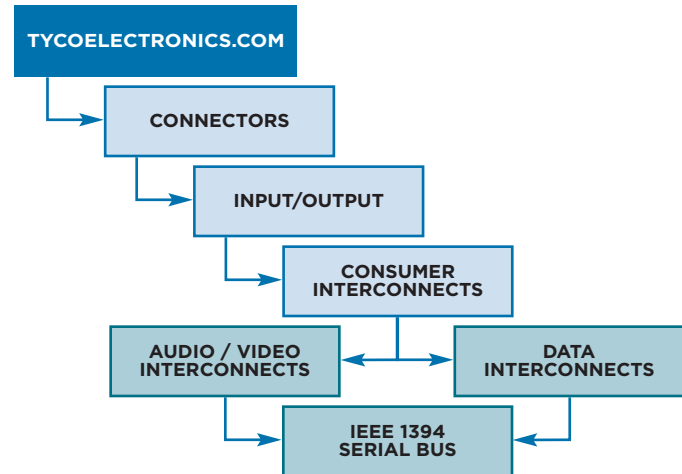 TYCOELECTRONICS.COM
CONNECTORS
INPUT/OUTPUT
CONSUMER
INTERCONNECTS
AUDIO / VIDEO
INTERCONNECTS
DATA
INTERCONNECTS
IEEE 1394
SERIAL BUS